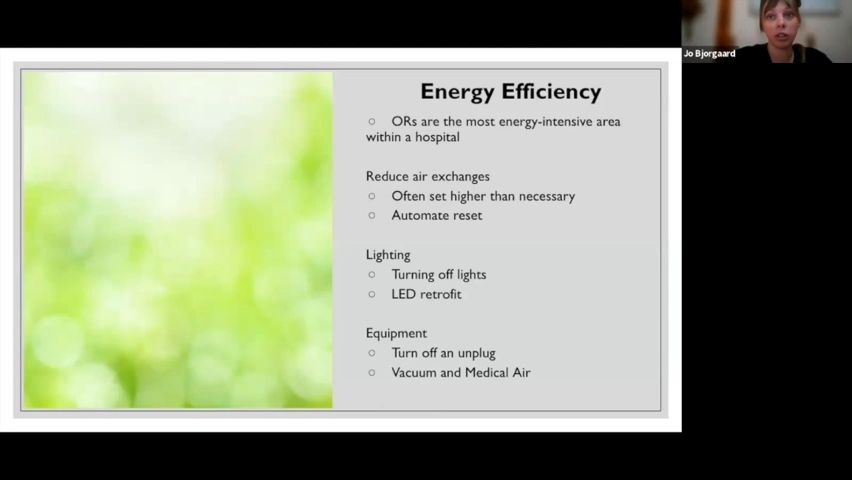 Jo Bjorgaard
Energy Efficiency
○ ORs are the most energy-intensive area
within a hospital
Reduce air exchanges
○ Often set higher than necessary
○ Automate reset
Lighting
○ Turning off lights
○ LED retrofit
Equipment
○ Turn off an unplug
○ Vacuum and Medical Air